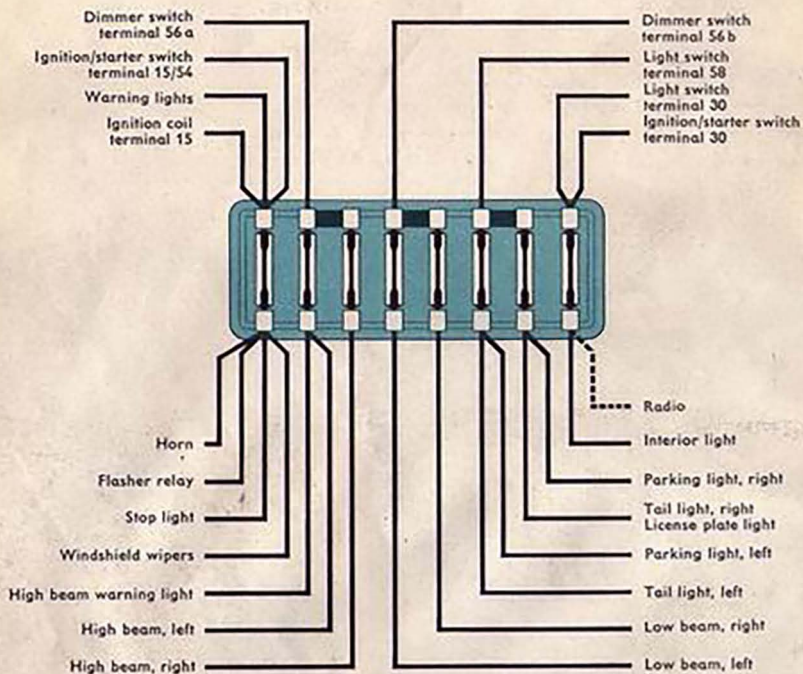 Dimmer switch
terminal 56a
Ignition/starter switch
terminal 15/54
Warning lights
Ignition coil
terminal 15
Dimmer switch
terminal 56b
Light switch
terminal 58
Light switch
terminal 30
Ignition/starter switch
terminal 30
Horn
Flasher relay
Stop light
Windshield wipers
High beam warning light
High beam, left
High beam, right
Radio
Interior light
Parking light, right
Tail light, right
License plate light
Parking light, left
Tail light, left
Low beam, right
Low beam, left